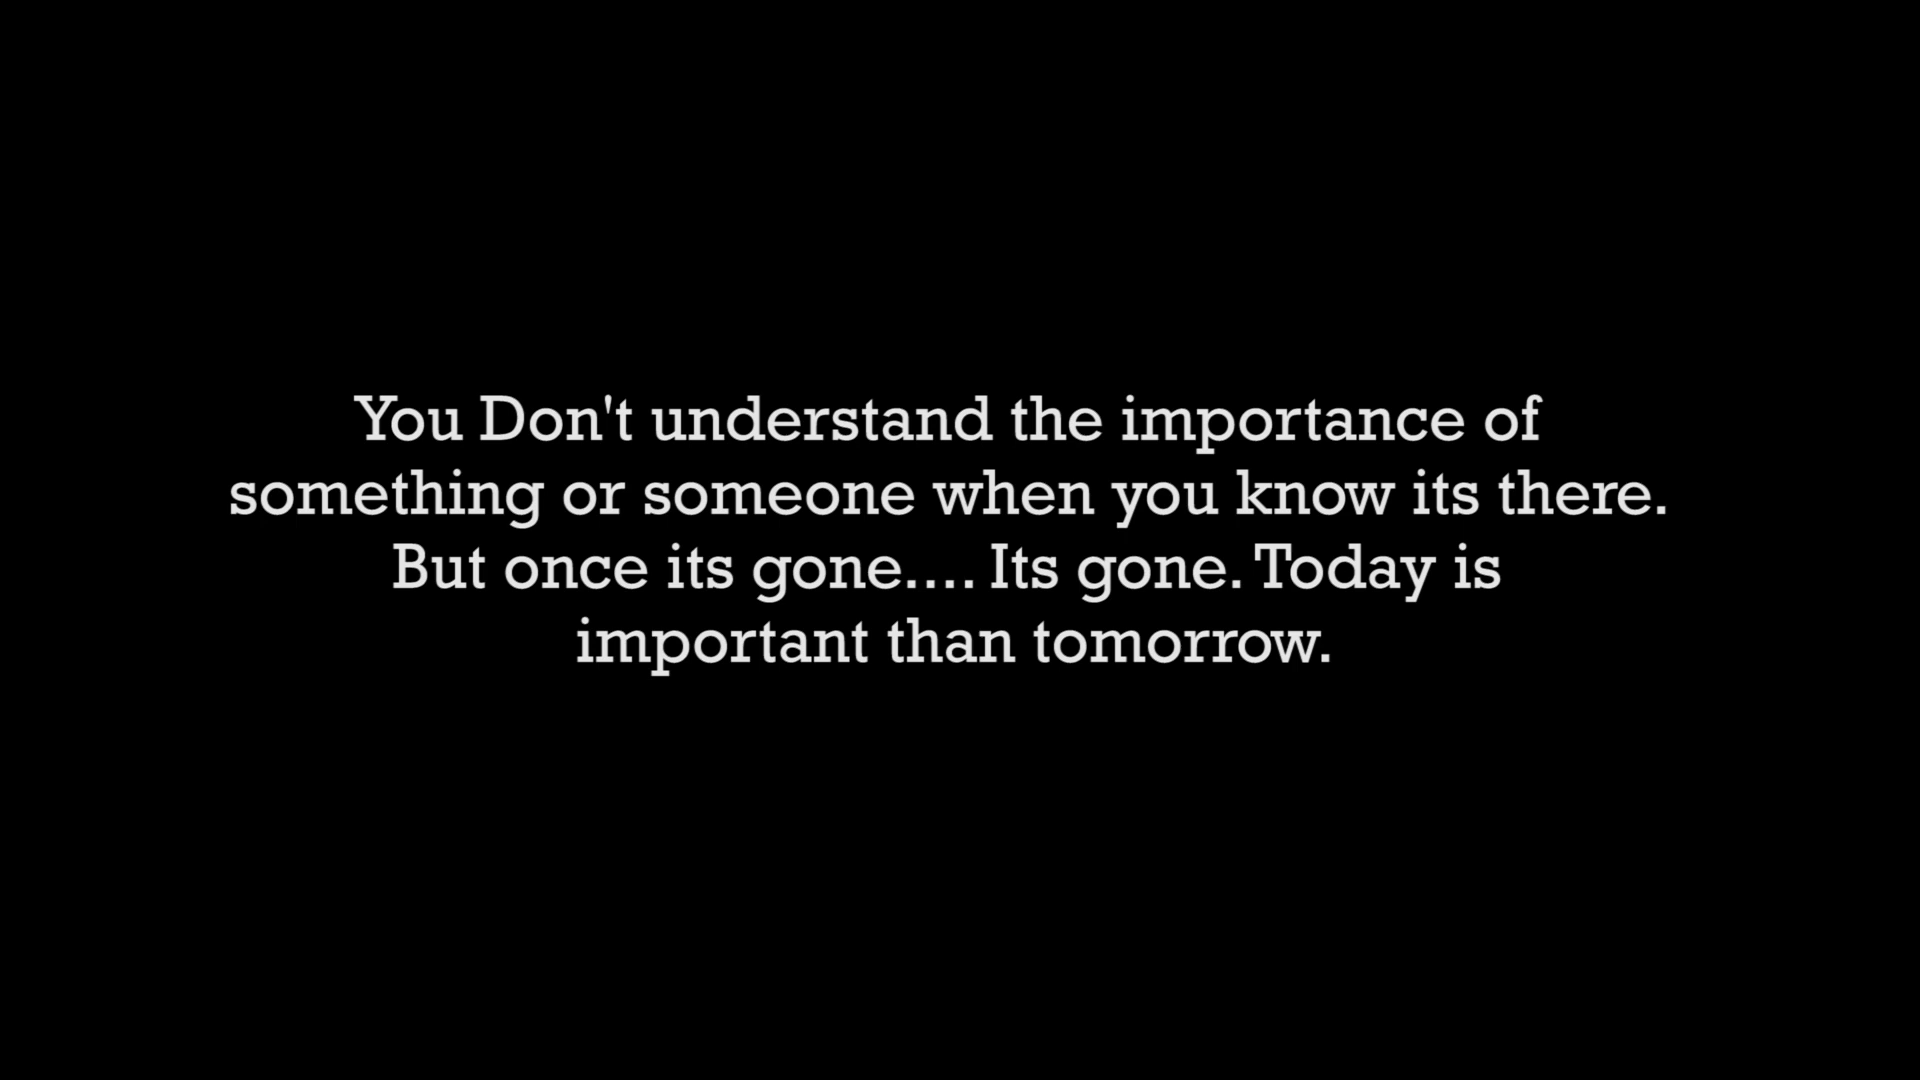 You Don't understand the importance of
something or someone when you know its there.
But once its gone.... Its gone. Today is
important than tomorrow.